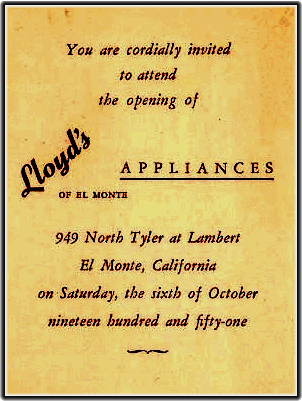 You are cordially invited
to attend
the opening of
Lloyd's
APPLIANCES
OF EL MONTE
949 North Tyler at Lambert
El Monte, California
on Saturday, the sixth of October
nineteen hundred and fifty-one